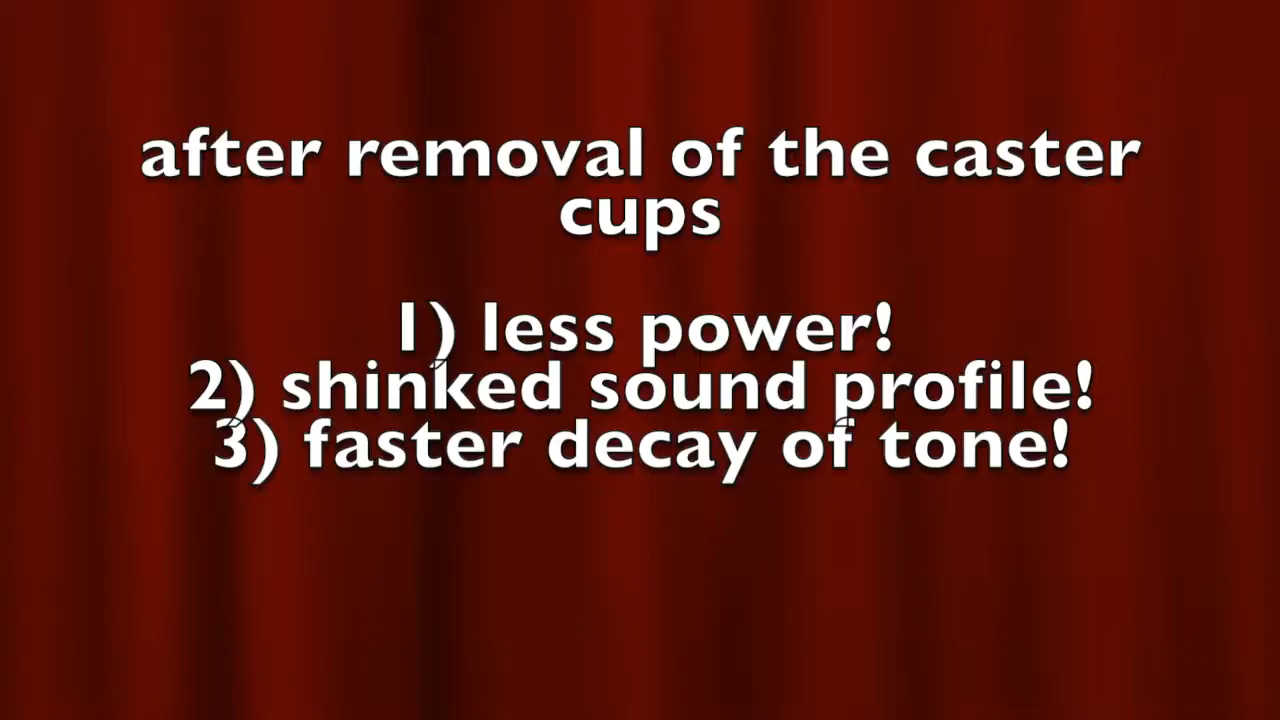 after removal of the caster
cups
1) less power!
2) shinked sound profile!
3) faster decay of tone!